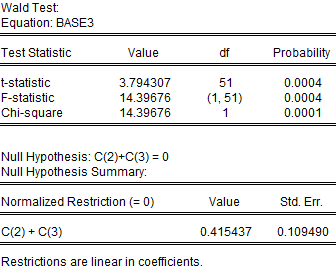 Wald Test:
Equation: BASE3
Test Statistic Value df Probability
t-statistic 3.794307 51 0.0004
F-statistic 14.39676 (1, 51) 0.0004
Chi-square 14.39676 1 0.0001
Null Hypothesis: C(2)+C(3) = 0
Null Hypothesis Summary:
Normalized Restriction (= 0) Value Std. Err.
C(2) + C(3) 0.415437 0.109490
Restrictions are linear in coefficients.